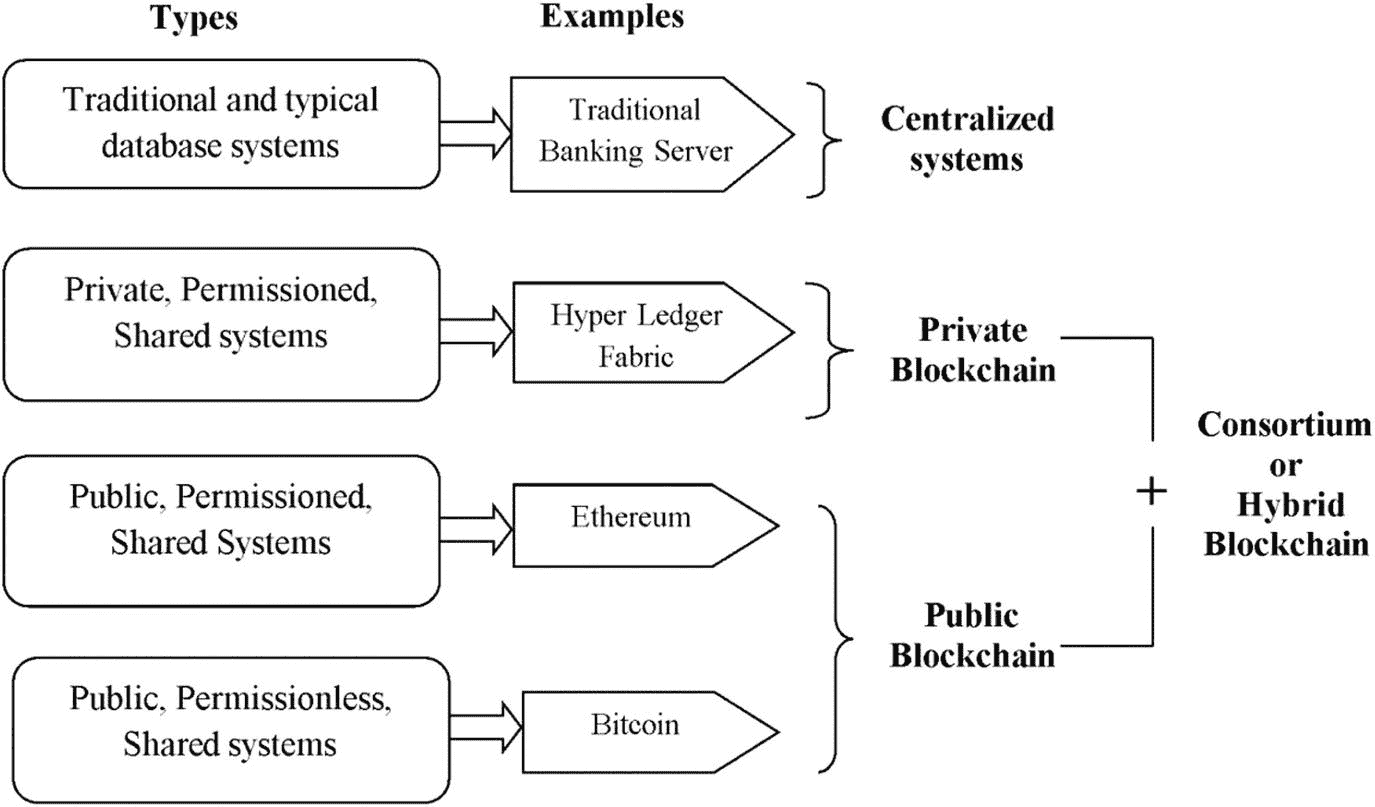 Types
Examples
Traditional and typical
database systems
Traditional
Banking Server
Centralized
systems
Private, Permissioned,
Shared systems
Hyper Ledger
Fabric
Private
Blockchain
Public, Permissioned,
Shared Systems
Ethereum
Public, Permissionless,
Shared systems
Bitcoin
Public
Blockchain
+
Consortium
or
Hybrid
Blockchain